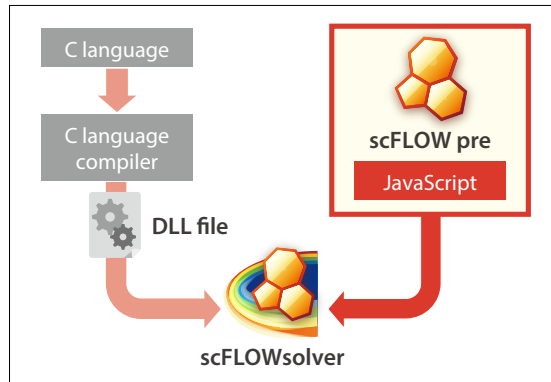 C language
C language
compiler
DLL file
scFLOW pre
JavaScript
scFLOWsolver